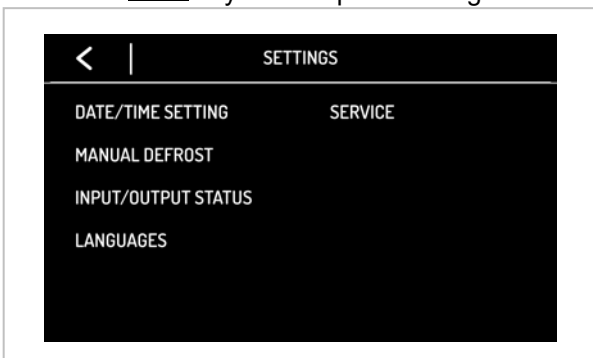 SETTINGS
DATE/TIME SETTING SERVICE
MANUAL DEFROST
INPUT/OUTPUT STATUS
LANGUAGES